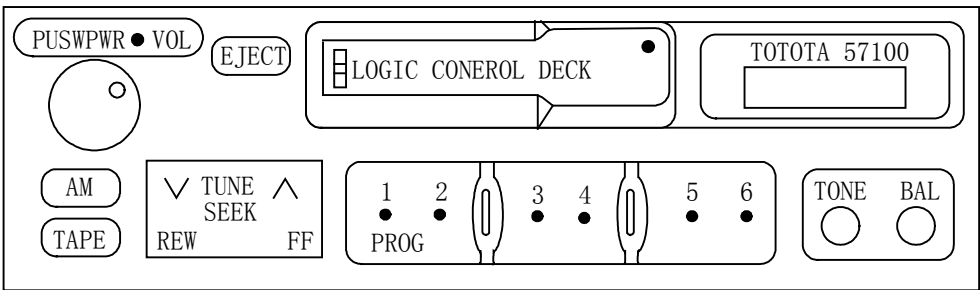 PUSWPWR ● VOL
EJECT
LOGIC CONEROL DECK
TOTOTA 57100
AM
TUNE
SEEK
REW FF
TAPE
1 2 3 4 5 6
PROG
TONE BAL